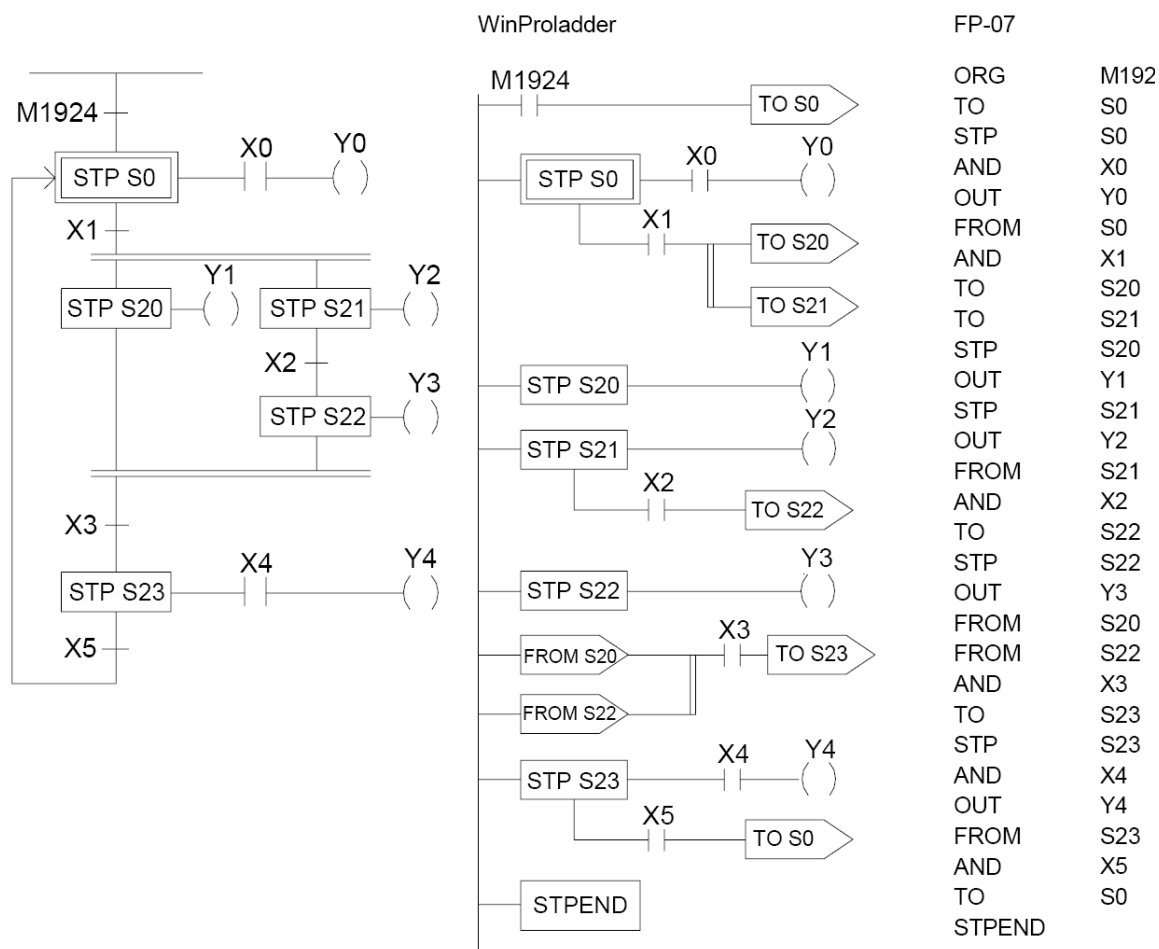 WinProladder
FP-07
M1924
STP S0
X0
Y0
X1
STP S20
Y1
STP S21
Y2
X2
STP S22
Y3
X3
STP S23
X4
Y4
X5
M1924
TO S0
STP S0
X0
Y0
X1
TO S20
TO S21
STP S20
Y1
STP S21
Y2
X2
TO S22
STP S22
Y3
FROM S20
X3
TO S23
FROM S22
STP S23
X4
Y4
X5
TO S0
STPEND
ORG M192
TO S0
STP S0
AND X0
OUT Y0
FROM S0
AND X1
TO S20
TO S21
STP S20
OUT Y1
STP S21
OUT Y2
FROM S21
AND X2
TO S22
STP S22
OUT Y3
FROM S20
FROM S22
AND X3
TO S23
STP S23
AND X4
OUT Y4
FROM S23
AND X5
TO S0
STPEND